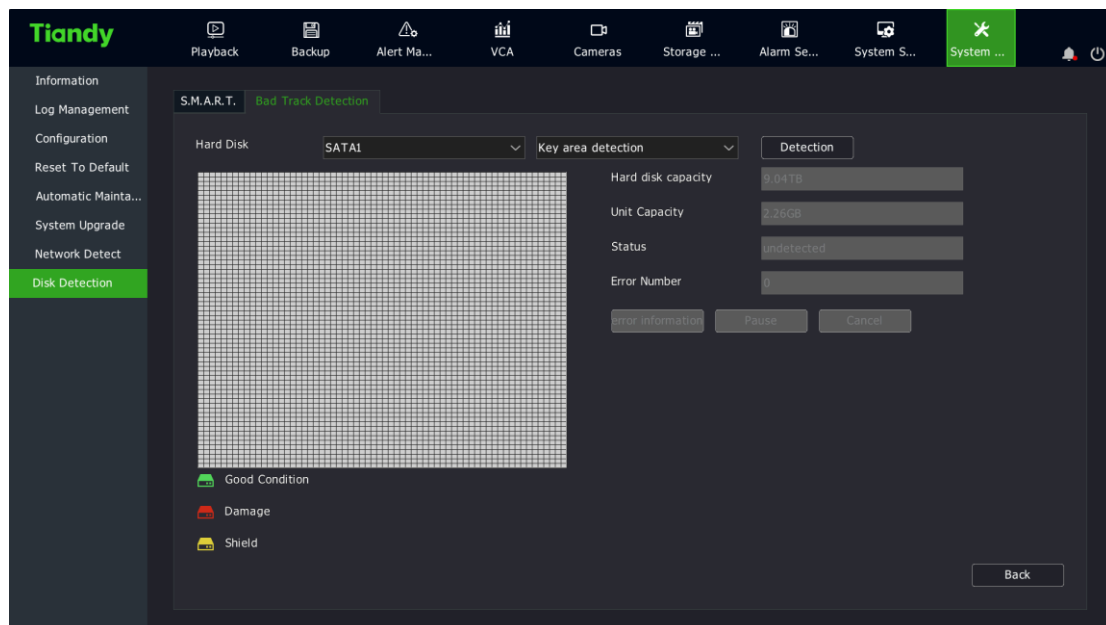 Tiandy
Playback
Backup
Alert Ma...
VCA
Cameras
Storage ...
Alarm Se...
System S...
System ...
Information
Log Management
Configuration
Reset To Default
Automatic Mainta...
System Upgrade
Network Detect
Disk Detection
S.M.A.R.T.
Bad Track Detection
Hard Disk
SATA1
Key area detection
Detection
Hard disk capacity
9.04TB
Unit Capacity
2.26GB
Status
undetected
Error Number
0
error information
Pause
Cancel
Good Condition
Damage
Shield
Back